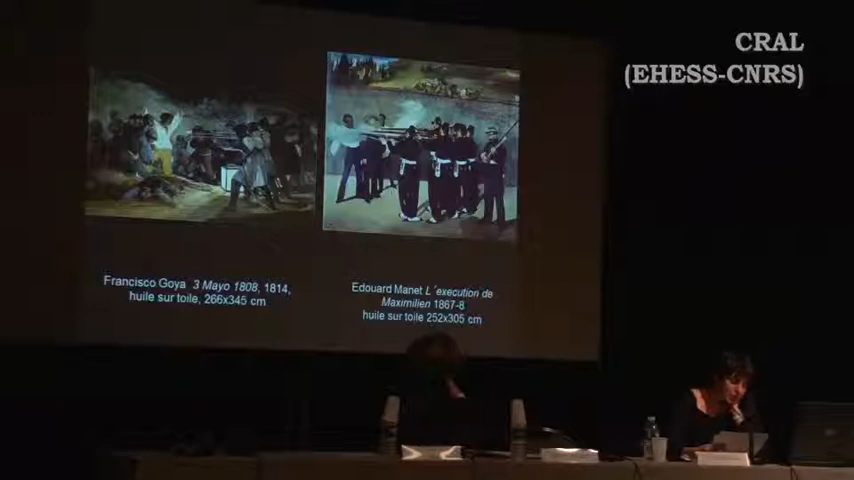 CRAL
(EHESS-CNRS)
Francisco Goya 3 Mayo 1808, 1814,
huile sur toile, 266x345 cm
Edouard Manet L´execution de
Maximilien 1867-8
huile sur toile 252x305 cm